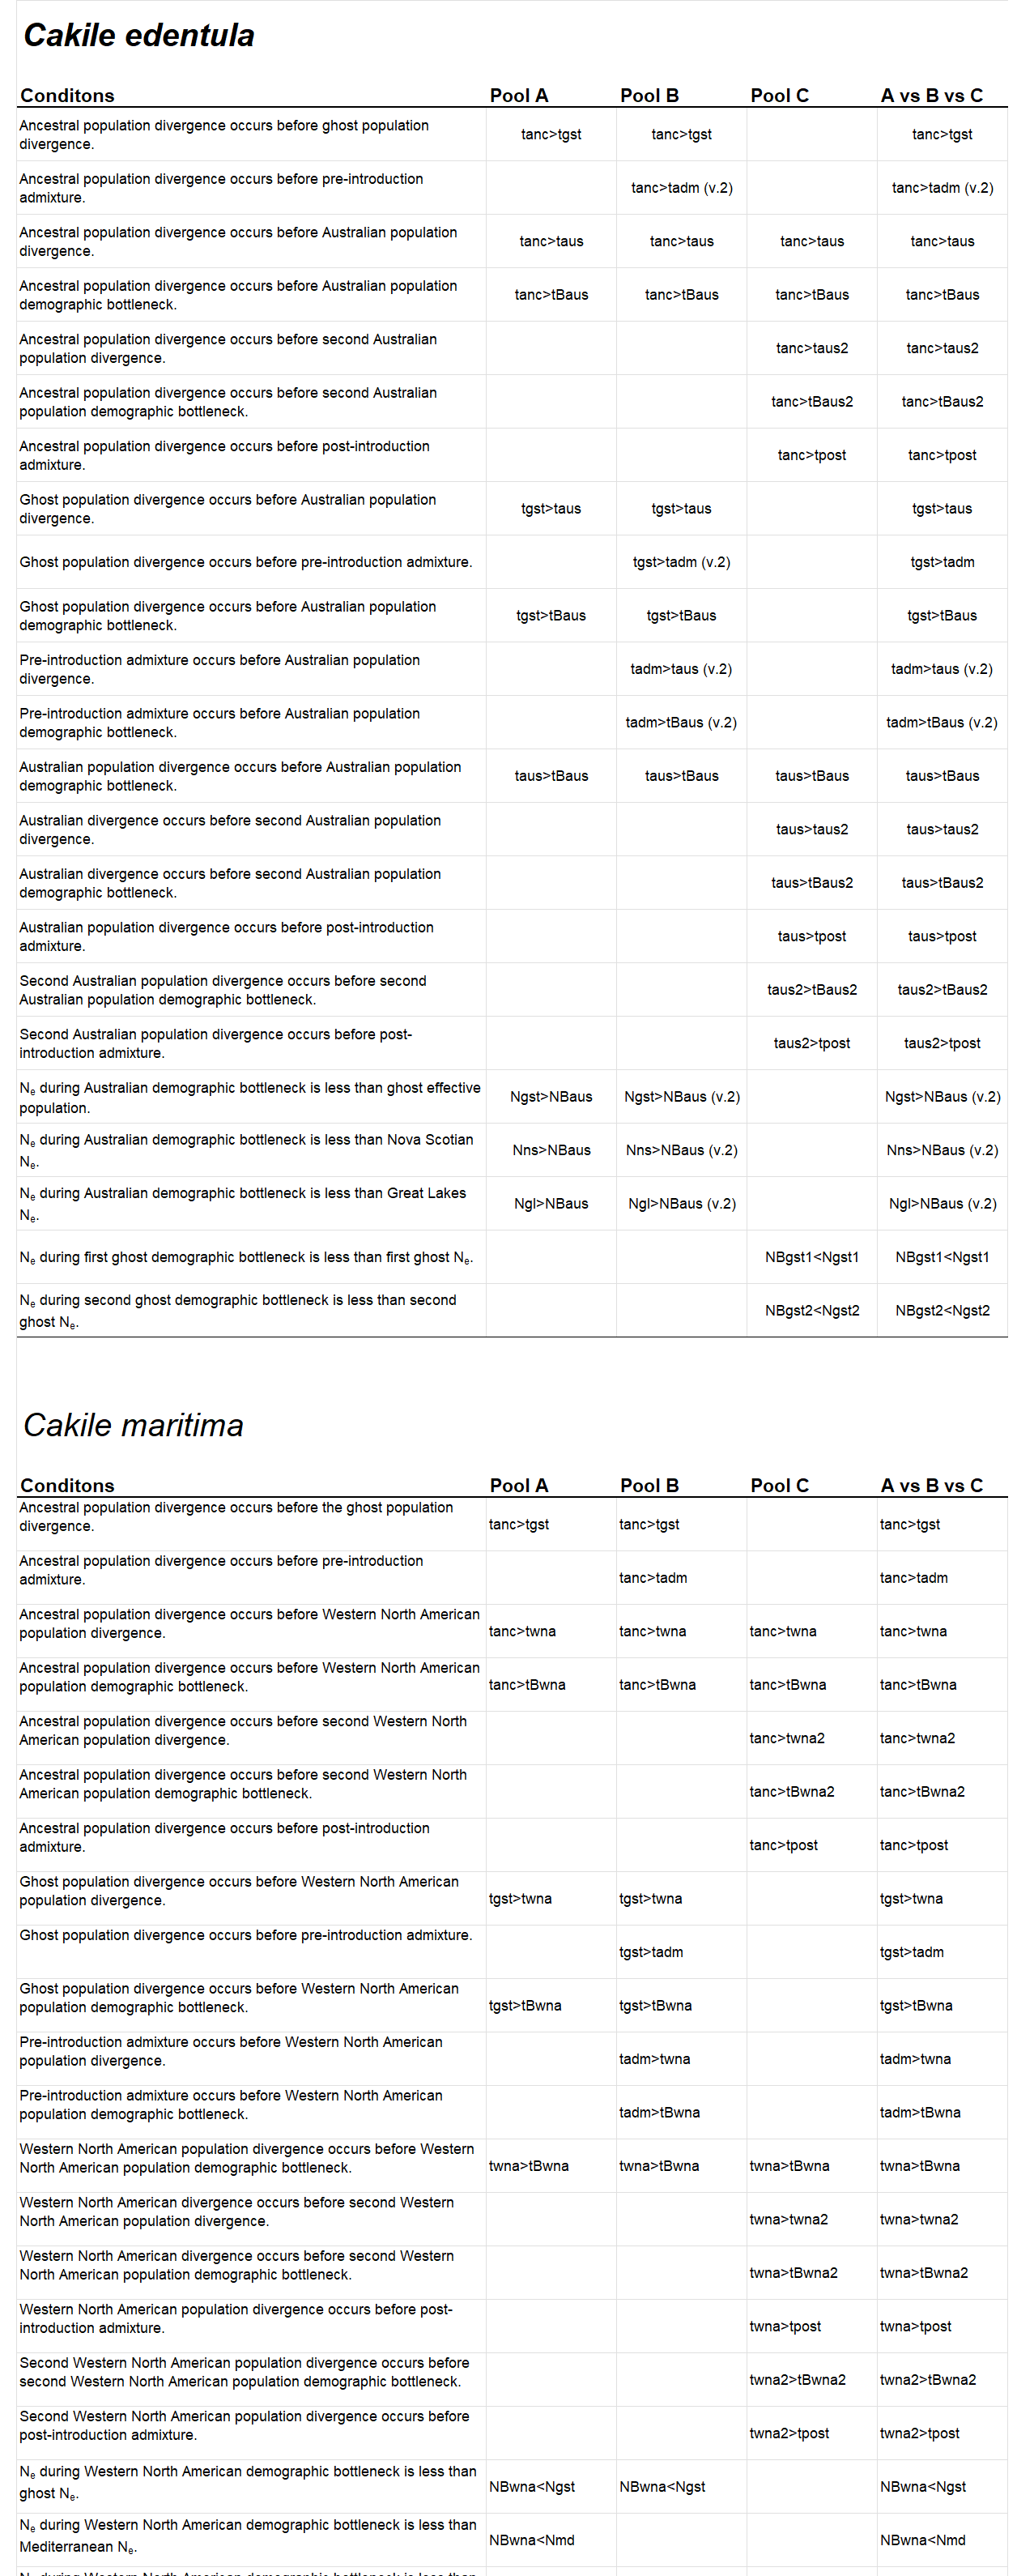 Cakile edentula
Conditons Pool A Pool B Pool C A vs B vs C
Ancestral population divergence occurs before ghost population
divergence.
tanc>tgst tanc>tgst tanc>tgst
Ancestral population divergence occurs before pre-introduction
admixture.
tanc>tadm (v.2) tanc>tadm (v.2)
Ancestral population divergence occurs before Australian population
divergence.
tanc>taus tanc>taus tanc>taus tanc>taus
Ancestral population divergence occurs before Australian population
demographic bottleneck.
tanc>tBaus tanc>tBaus tanc>tBaus tanc>tBaus
Ancestral population divergence occurs before second Australian
population divergence.
tanc>taus2 tanc>taus2
Ancestral population divergence occurs before second Australian
population demographic bottleneck.
tanc>tBaus2 tanc>tBaus2
Ancestral population divergence occurs before post-introduction
admixture.
tanc>tpost tanc>tpost
Ghost population divergence occurs before Australian population
divergence.
tgst>taus tgst>taus tgst>taus
Ghost population divergence occurs before pre-introduction admixture. tgst>tadm (v.2) tgst>tadm
Ghost population divergence occurs before Australian population
demographic bottleneck.
tgst>tBaus tgst>tBaus tgst>tBaus
Pre-introduction admixture occurs before Australian population
divergence.
tadm>taus (v.2) tadm>taus (v.2)
Pre-introduction admixture occurs before Australian population
demographic bottleneck.
tadm>tBaus (v.2) tadm>tBaus (v.2)
Australian population divergence occurs before Australian population
demographic bottleneck.
taus>tBaus taus>tBaus taus>tBaus taus>tBaus
Australian divergence occurs before second Australian population
divergence.
taus>taus2 taus>taus2
Australian divergence occurs before second Australian population
demographic bottleneck.
taus>tBaus2 taus>tBaus2
Australian population divergence occurs before post-introduction
admixture.
taus>tpost taus>tpost
Second Australian population divergence occurs before second
Australian population demographic bottleneck.
taus2>tBaus2 taus2>tBaus2
Second Australian population divergence occurs before post-
introduction admixture.
taus2>tpost taus2>tpost
Ne during Australian demographic bottleneck is less than ghost effective
population.
Ngst>NBaus Ngst>NBaus (v.2) Ngst>NBaus (v.2)
Ne during Australian demographic bottleneck is less than Nova Scotian
Ne.
Nns>NBaus Nns>NBaus (v.2) Nns>NBaus (v.2)
Ne during Australian demographic bottleneck is less than Great Lakes
Ne.
Ngl>NBaus Ngl>NBaus (v.2) Ngl>NBaus (v.2)
Ne during first ghost demographic bottleneck is less than first ghost Ne. NBgst1<Ngst1 NBgst1<Ngst1
Ne during second ghost demographic bottleneck is less than second
ghost Ne.
NBgst2<Ngst2 NBgst2<Ngst2
Cakile maritima
Conditons Pool A Pool B Pool C A vs B vs C
Ancestral population divergence occurs before the ghost population
divergence.
tanc>tgst tanc>tgst tanc>tgst
Ancestral population divergence occurs before pre-introduction
admixture.
tanc>tadm tanc>tadm
Ancestral population divergence occurs before Western North American
population divergence.
tanc>twna tanc>twna tanc>twna tanc>twna
Ancestral population divergence occurs before Western North American
population demographic bottleneck.
tanc>tBwna tanc>tBwna tanc>tBwna tanc>tBwna
Ancestral population divergence occurs before second Western North
American population divergence.
tanc>twna2 tanc>twna2
Ancestral population divergence occurs before second Western North
American population demographic bottleneck.
tanc>tBwna2 tanc>tBwna2
Ancestral population divergence occurs before post-introduction
admixture.
tanc>tpost tanc>tpost
Ghost population divergence occurs before Western North American
population divergence.
tgst>twna tgst>twna tgst>twna
Ghost population divergence occurs before pre-introduction admixture.
tgst>tadm tgst>tadm
Ghost population divergence occurs before Western North American
population demographic bottleneck.
tgst>tBwna tgst>tBwna tgst>tBwna
Pre-introduction admixture occurs before Western North American
population divergence.
tadm>twna tadm>twna
Pre-introduction admixture occurs before Western North American
population demographic bottleneck.
tadm>tBwna tadm>tBwna
Western North American population divergence occurs before Western
North American population demographic bottleneck.
twna>tBwna twna>tBwna twna>tBwna twna>tBwna
Western North American divergence occurs before second Western
North American population divergence.
twna>twna2 twna>twna2
Western North American divergence occurs before second Western
North American population demographic bottleneck.
twna>tBwna2 twna>tBwna2
Western North American population divergence occurs before post-
introduction admixture.
twna>tpost twna>tpost
Second Western North American population divergence occurs before
second Western North American population demographic bottleneck.
twna2>tBwna2 twna2>tBwna2
Second Western North American population divergence occurs before
post-introduction admixture.
twna2>tpost twna2>tpost
Ne during Western North American demographic bottleneck is less than
ghost Ne.
NBwna<Ngst NBwna<Ngst NBwna<Ngst
Ne during Western North American demographic bottleneck is less than
Mediterranean Ne.
NBwna<Nmd NBwna<Nmd